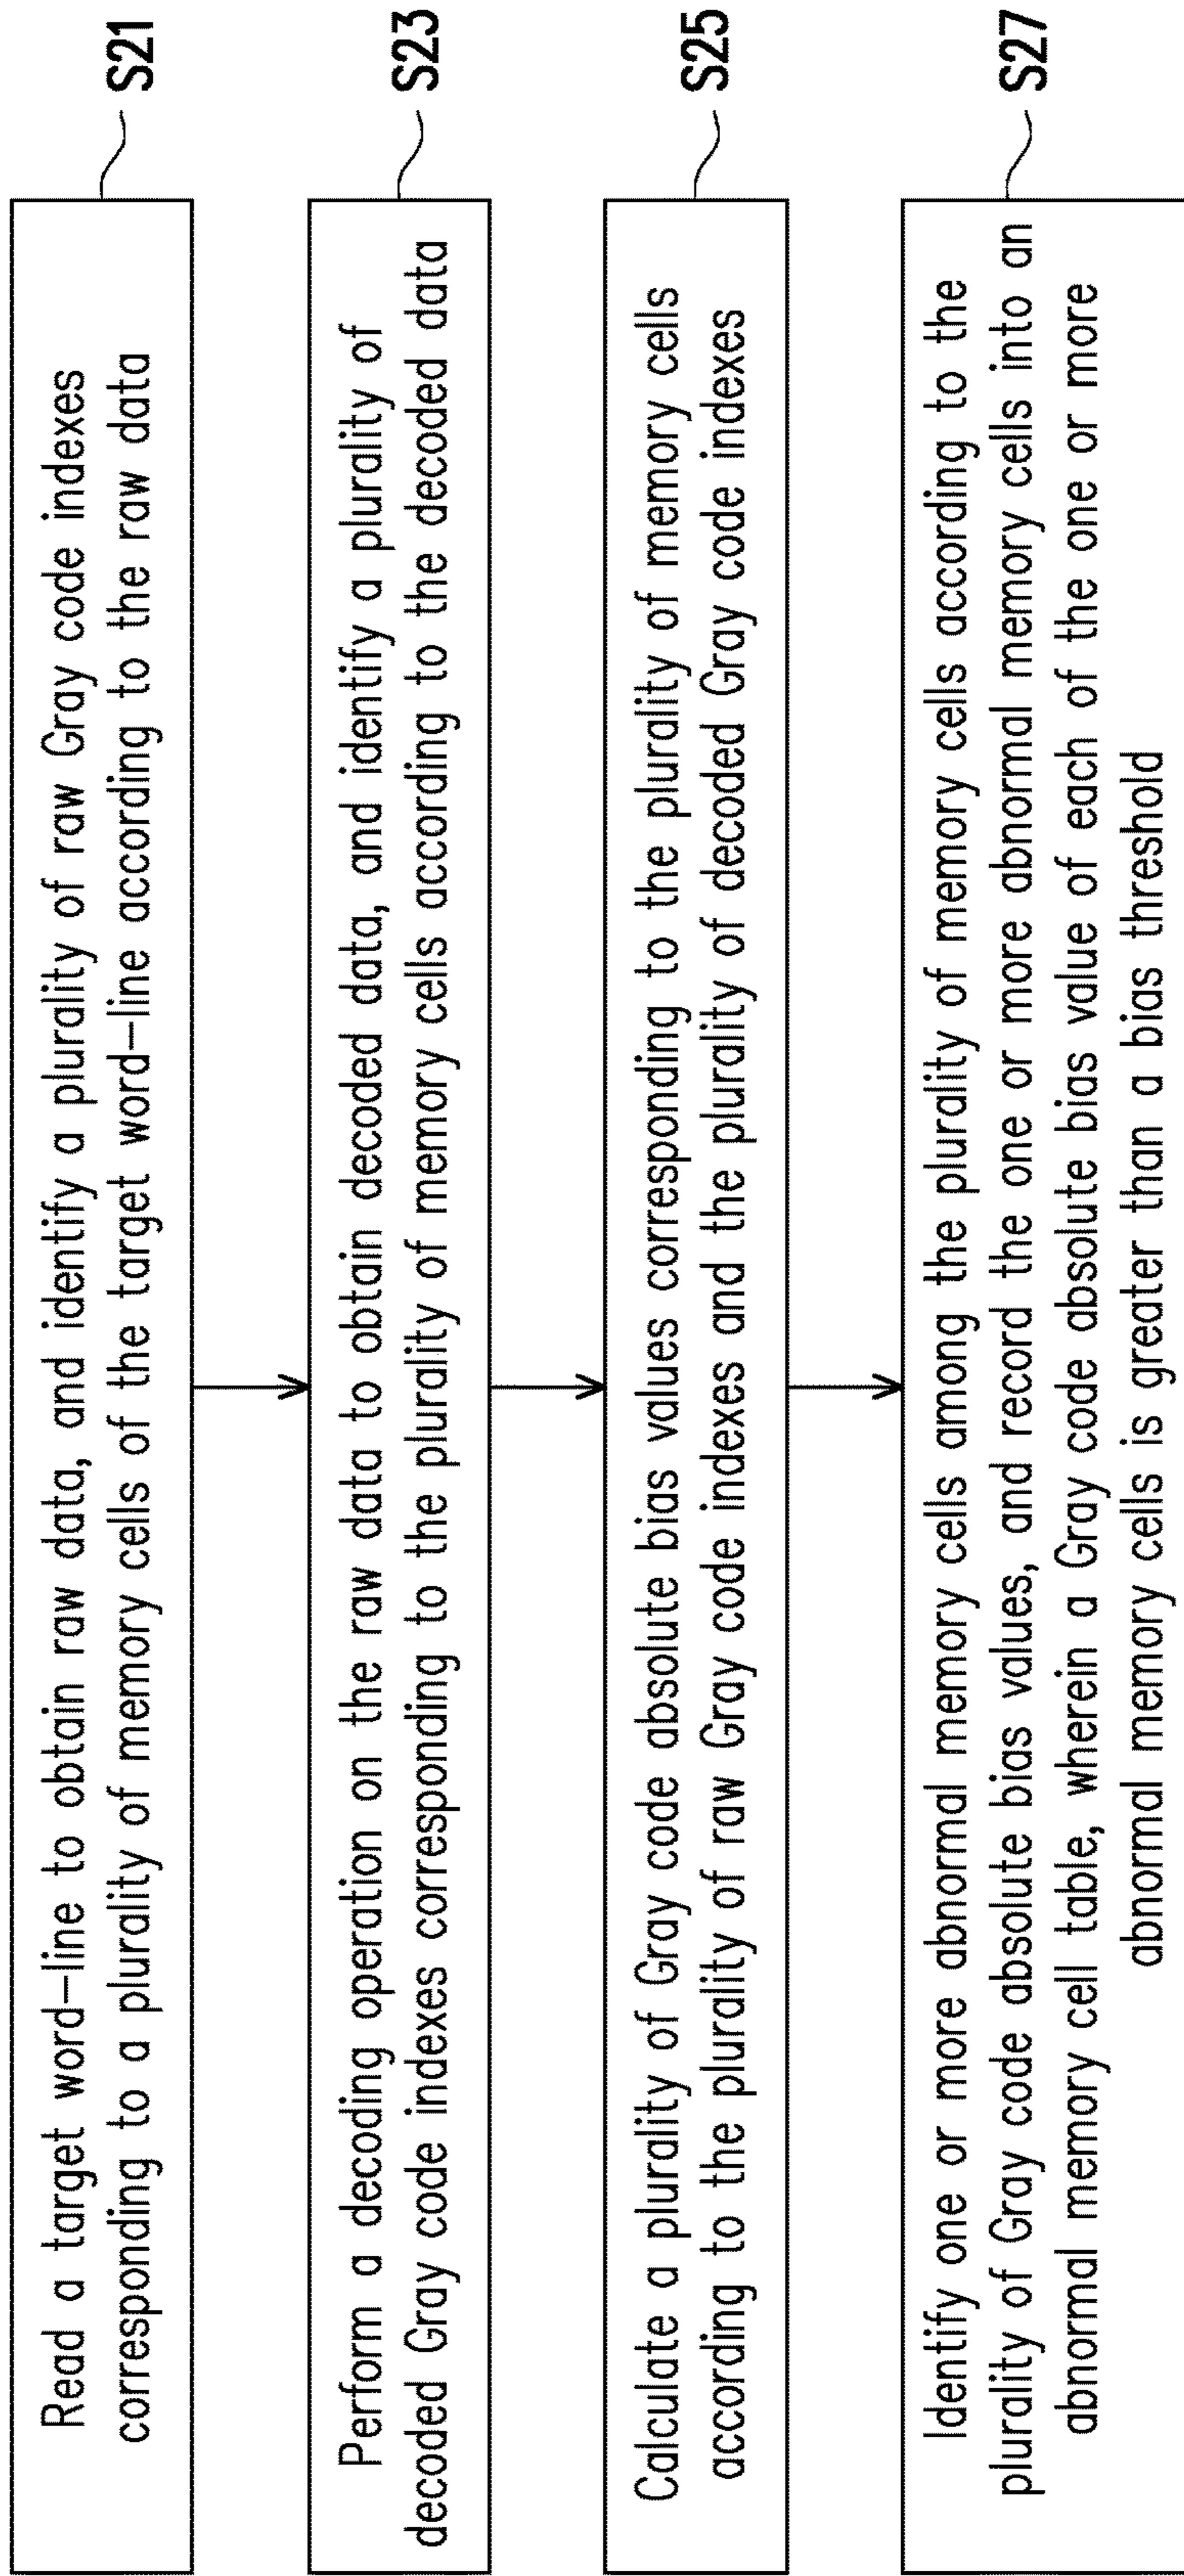 Read a target word-line to obtain raw data, and identify a plurality of raw Gray code indexes
corresponding to a plurality of memory cells of the target word-line according to the raw data
S21
Perform a decoding operation on the raw data to obtain decoded data, and identify a plurality of
decoded Gray code indexes corresponding to the plurality of memory cells according to the decoded data
S23
Calculate a plurality of Gray code absolute bias values corresponding to the plurality of memory cells
according to the plurality of raw Gray code indexes and the plurality of decoded Gray code indexes
S25
Identify one or more abnormal memory cells among the plurality of memory cells according to the
plurality of Gray code absolute bias values, and record the one or more abnormal memory cells into an
abnormal memory cell table, wherein a Gray code absolute bias value of each of the one or more
abnormal memory cells is greater than a bias threshold
S27